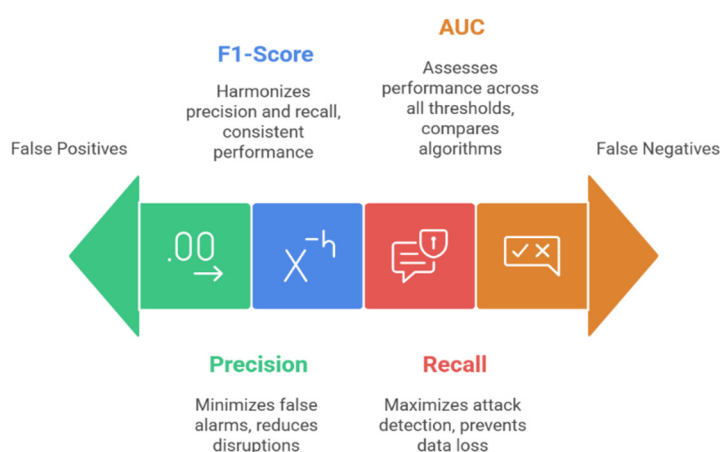 AUC
F1-Score
Assesses
performance across
all thresholds,
compares
algorithms
Harmonizes
precision and recall,
consistent
performance
False Positives
False Negatives
.00
x-h
Precision
Recall
Minimizes false
alarms, reduces
disruptions
Maximizes attack
detection, prevents
data loss